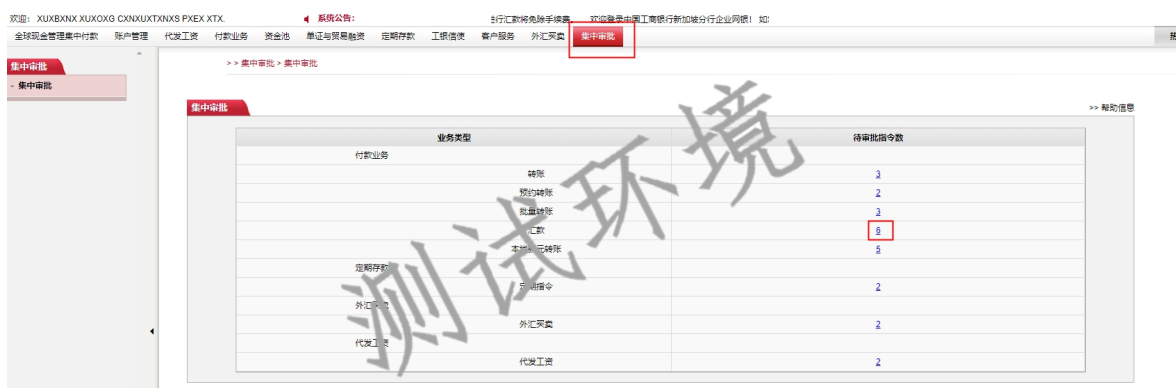 欢迎: XUXBXNX XUXOXG CXNXUXTXNXS PXEX XTX.
系统公告:
行汇款将免除手续费。 欢迎登录中国工商银行新加坡分行企业网银! 如
全球现金管理集中付款 账户管理 代发工资 付款业务 资金池 单证与贸易融资 定期存款 工银信使 客户服务 外汇买卖 集中审批
集中审批
- 集中审批
>> 集中审批 > 集中审批
集中审批
>> 帮助信息
业务类型 待审批指令数
付款业务
转账 3
预约转账 2
批量转账 3
汇款 6
5
定期存款
2
外汇买卖
外汇买卖 2
代发工资
代发工资 2
测试环境